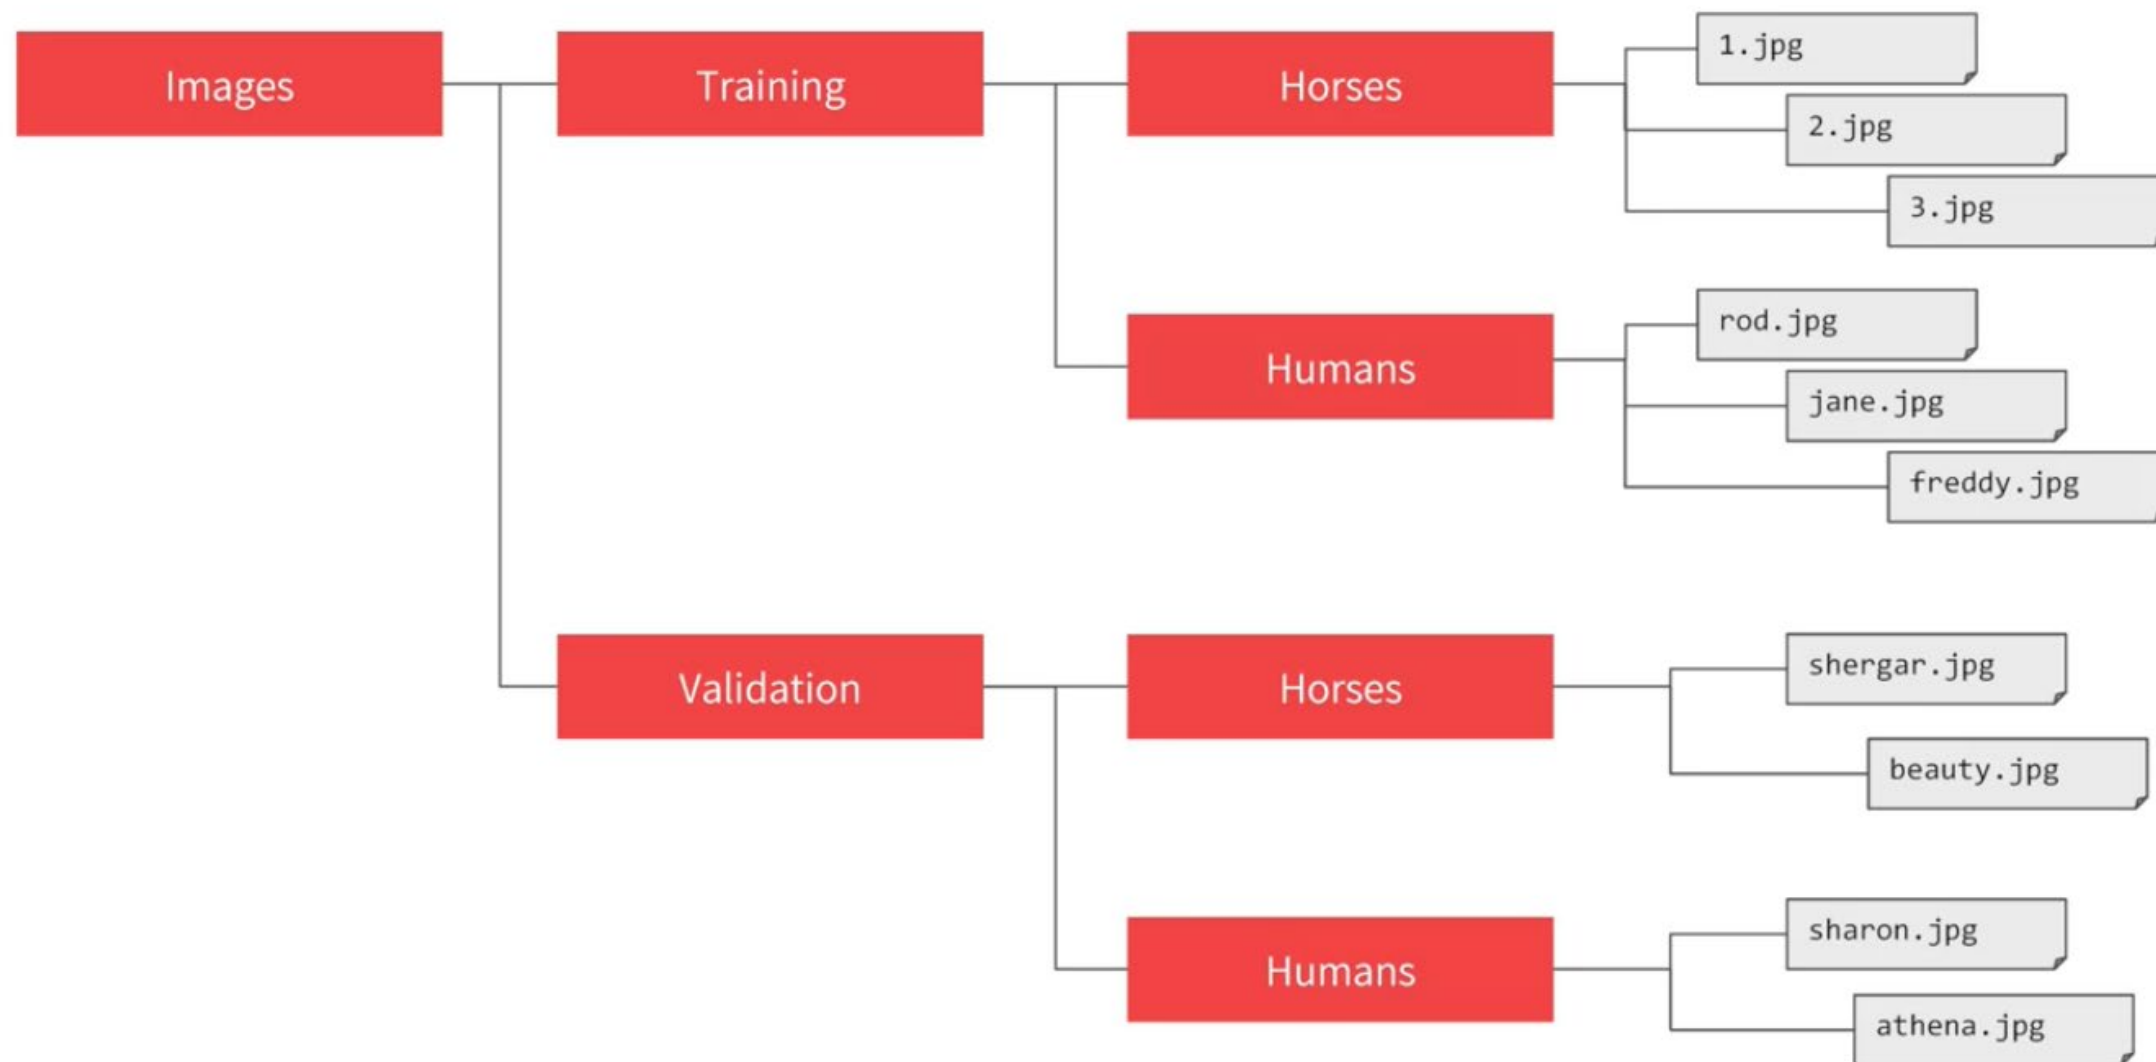 Images
Training
Horses
1.jpg
2.jpg
3.jpg
Humans
rod.jpg
jane.jpg
freddy.jpg
Validation
Horses
shergar.jpg
beauty.jpg
Humans
sharon.jpg
athena.jpg